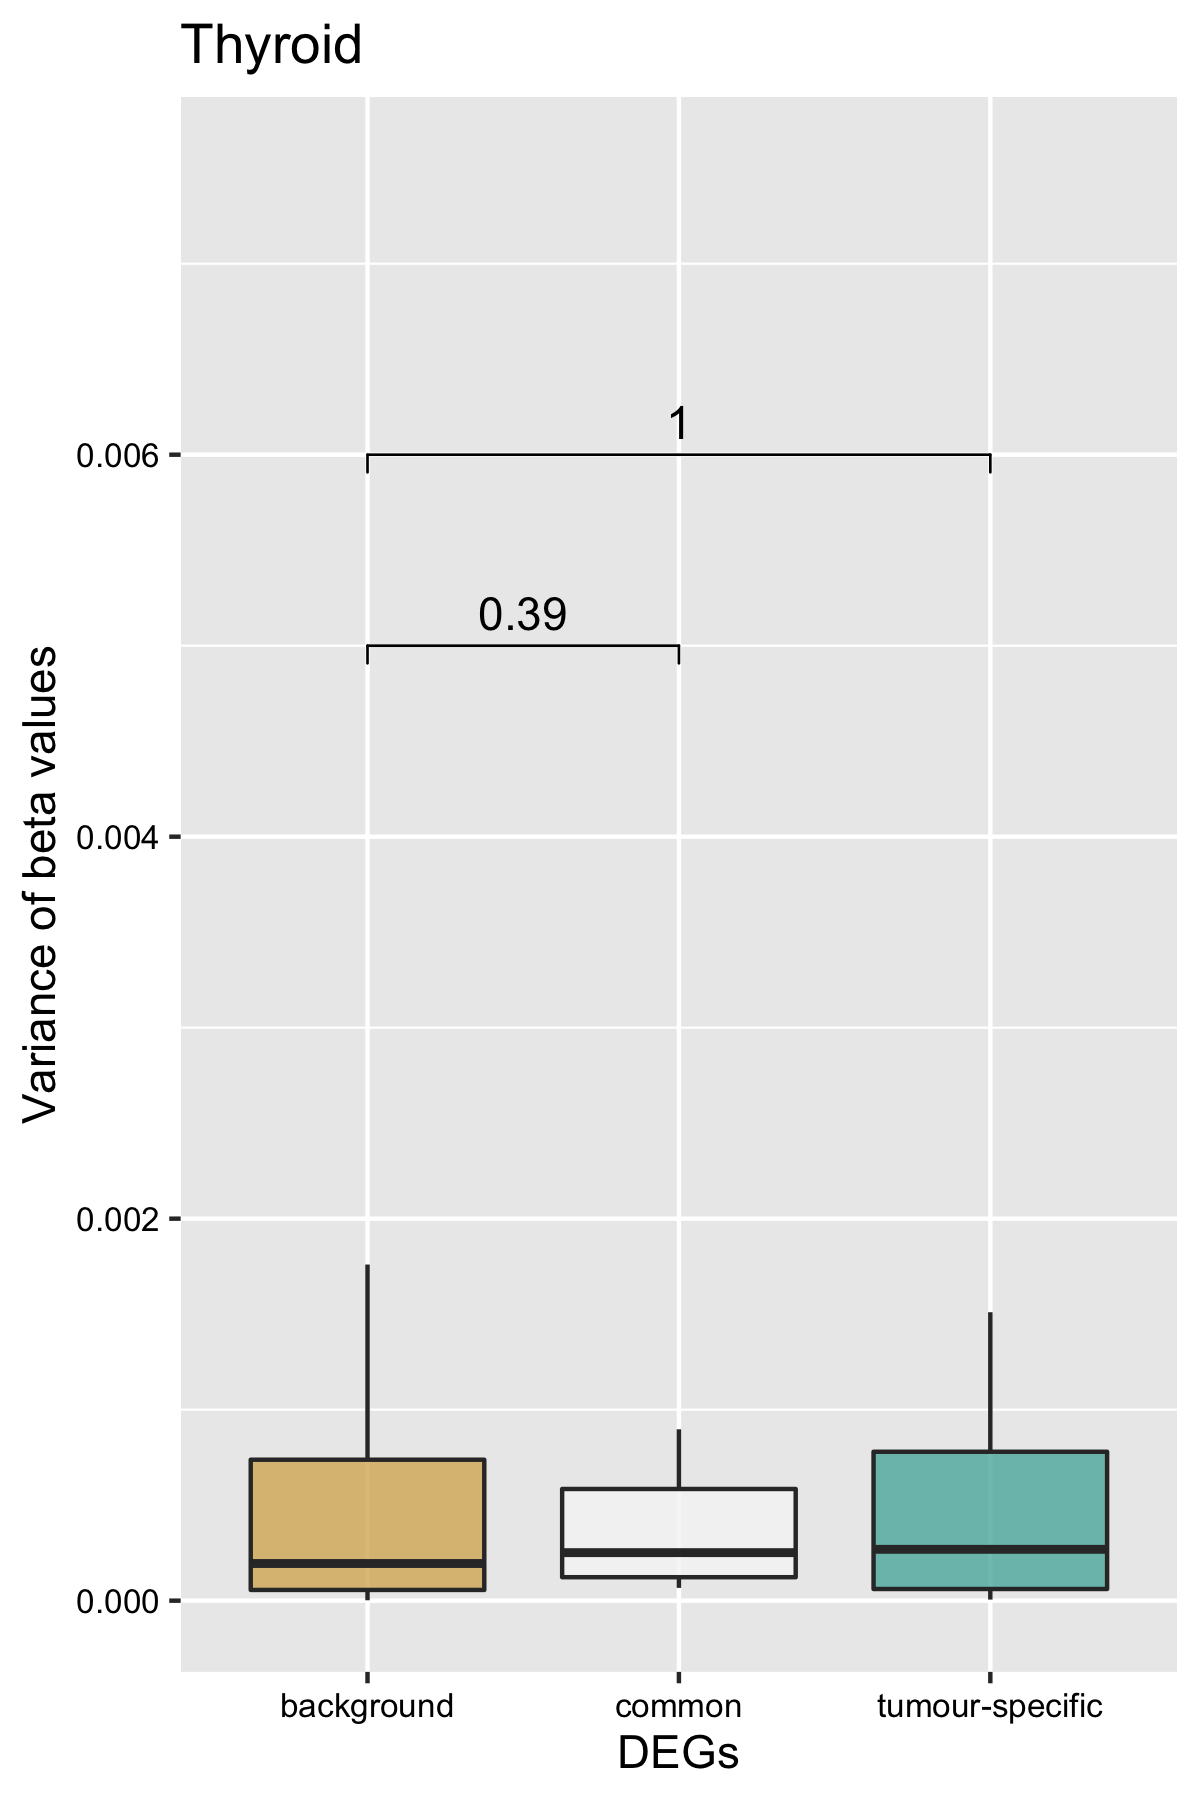 Thyroid
1
0.006
0.39
0.004
0.002
0.000
Variance of beta values
background common tumour-specific
DEGs